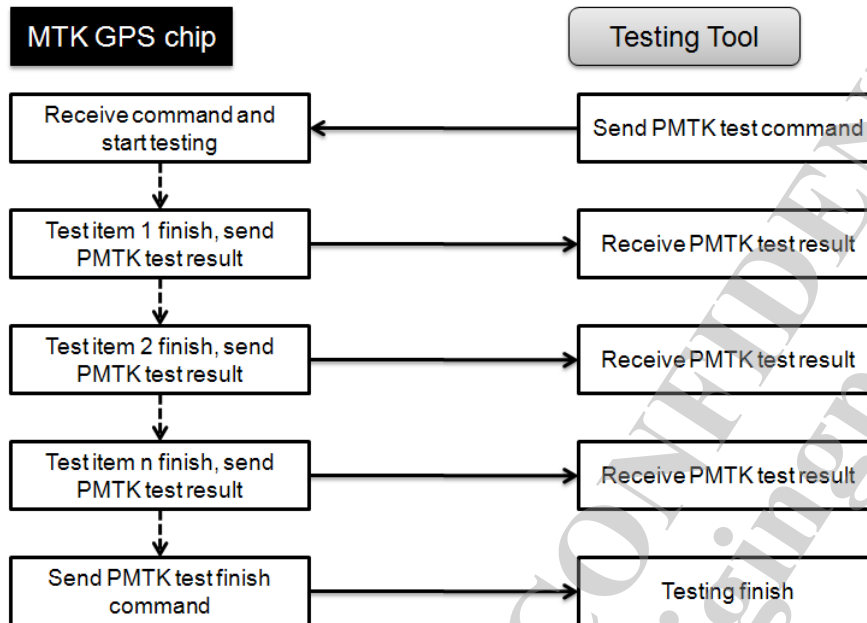 MTK GPS chip
Testing Tool
Receive command and
start testing
Send PMTK test command
Test item 1 finish, send
PMTK test result
Receive PMTK test result
Test item 2 finish, send
PMTK test result
Receive PMTK test result
Test item n finish, send
PMTK test result
Receive PMTK test result
Send PMTK test finish
command
Testing finish